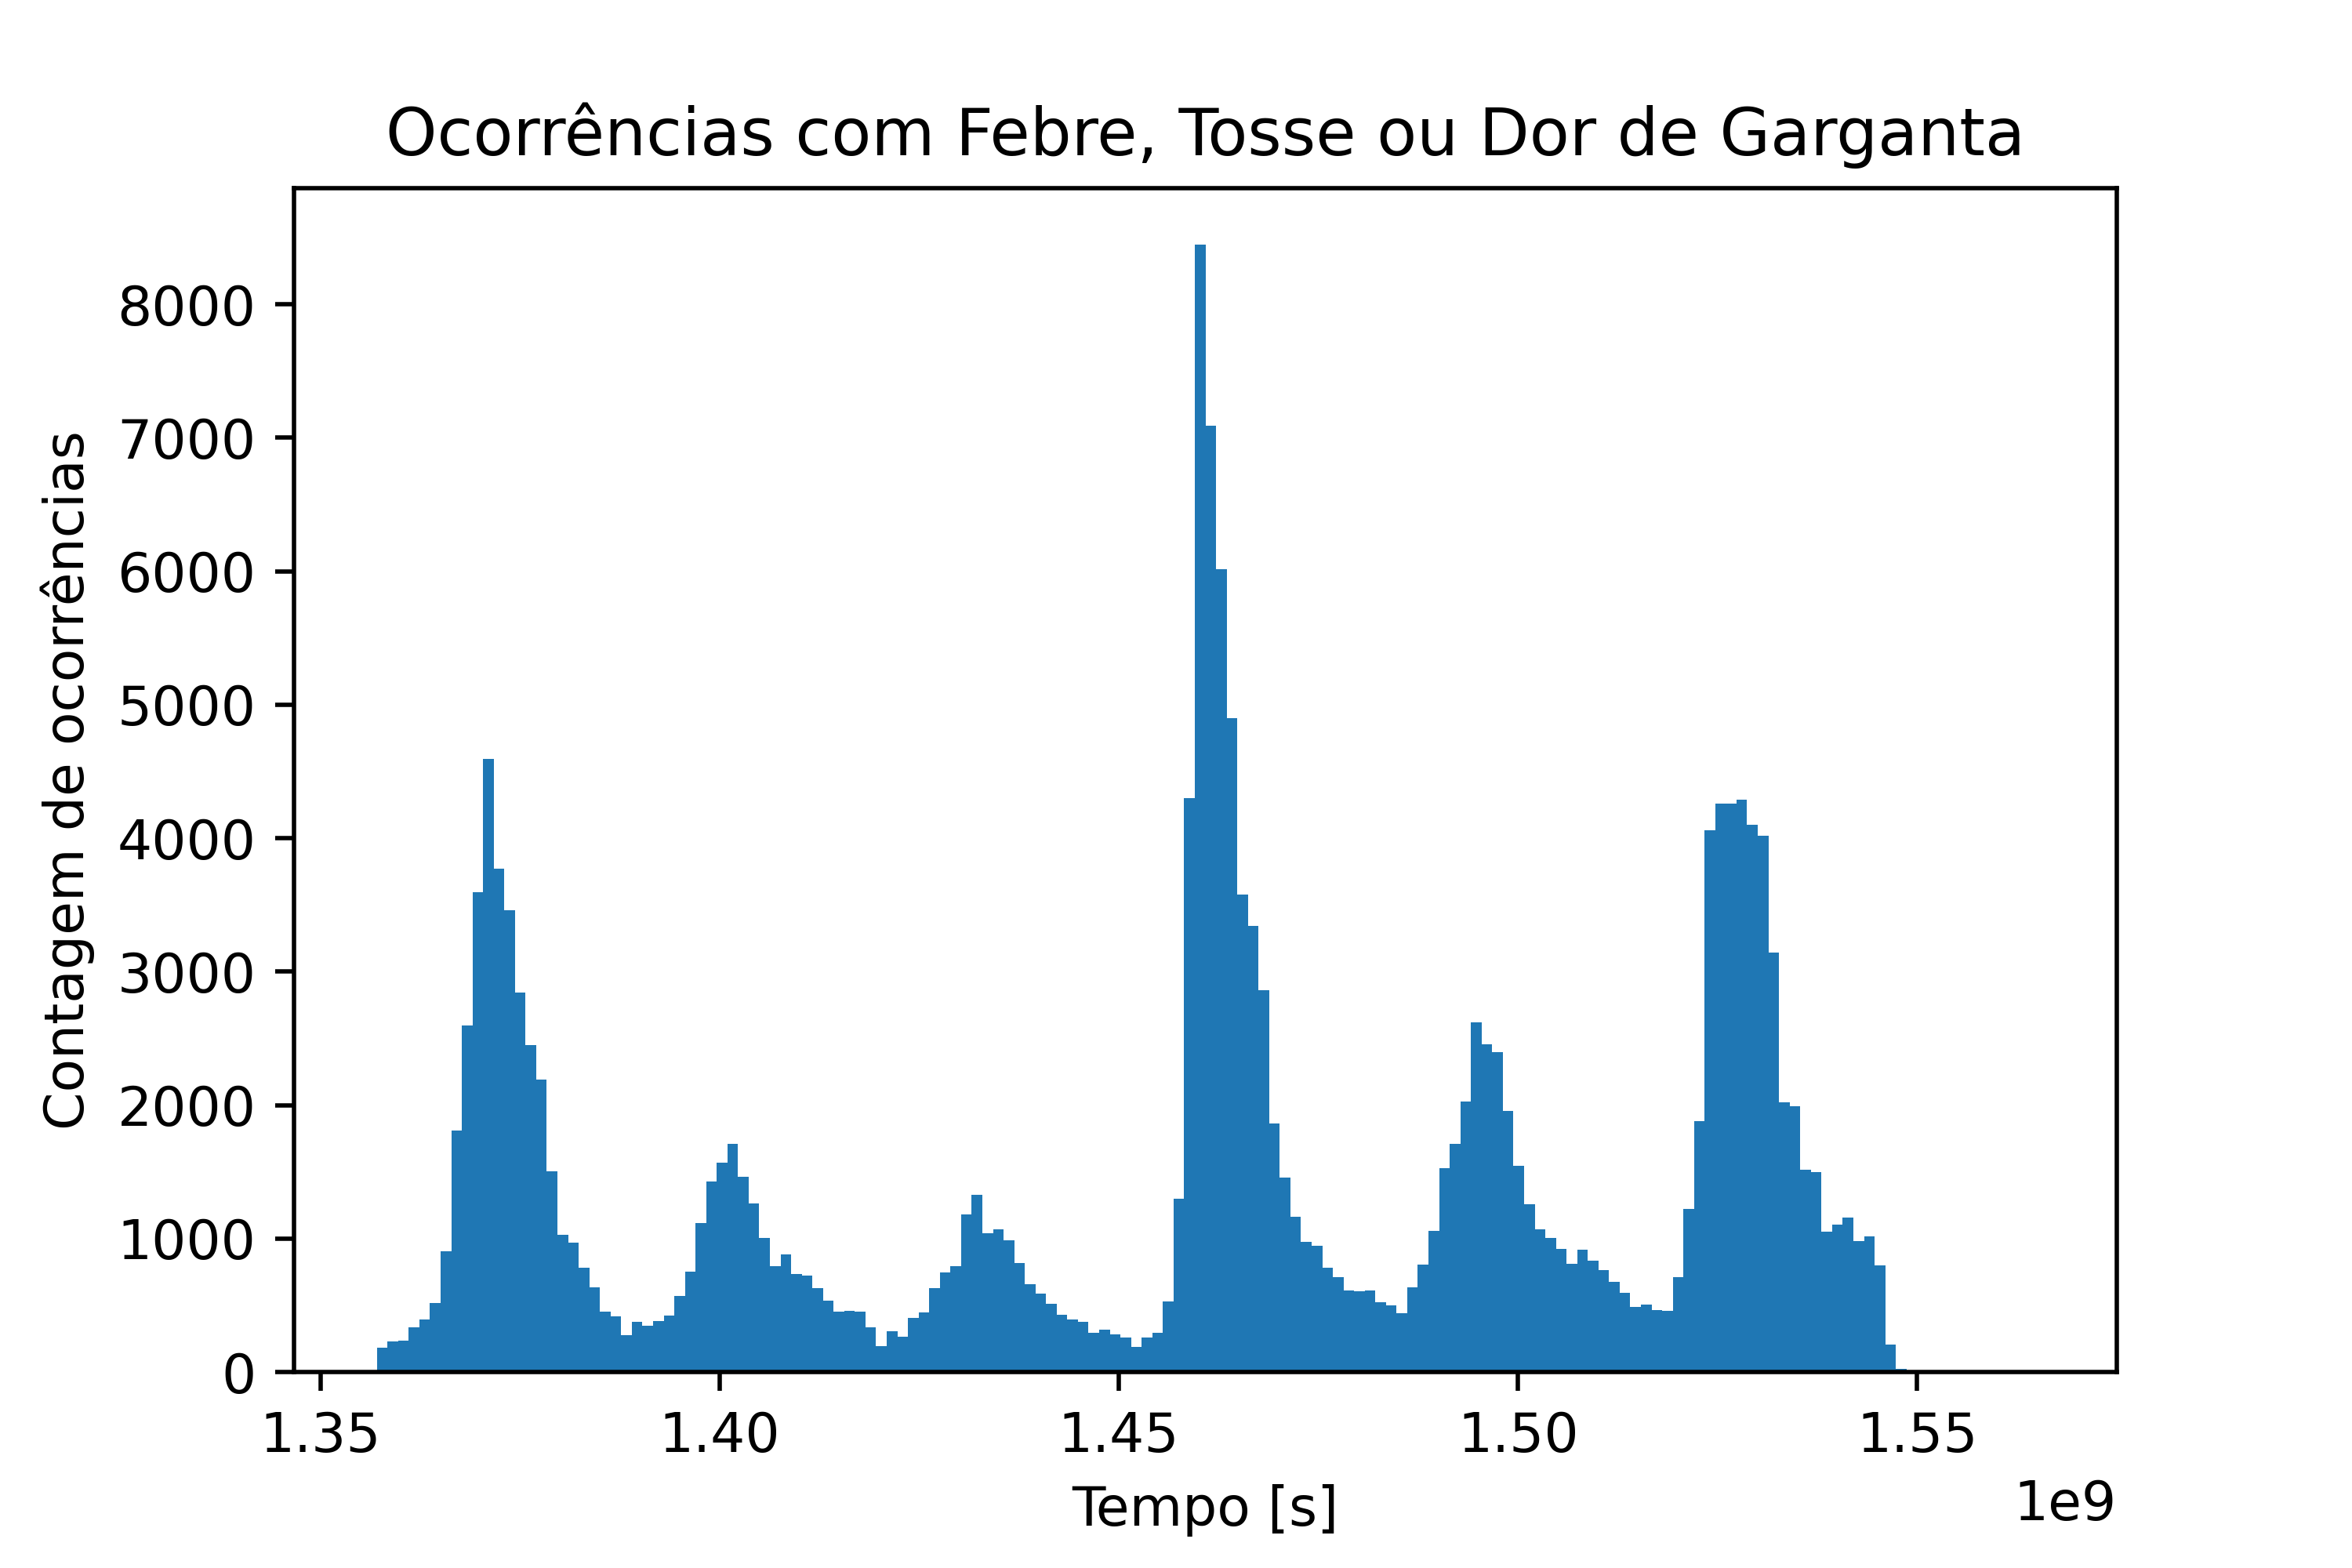 Ocorrências com Febre, Tosse ou Dor de Garganta
Contagem de ocorrências
8000
7000
6000
5000
4000
3000
2000
1000
0
1.35 1.40 1.45 1.50 1.55
1e9
Tempo [s]